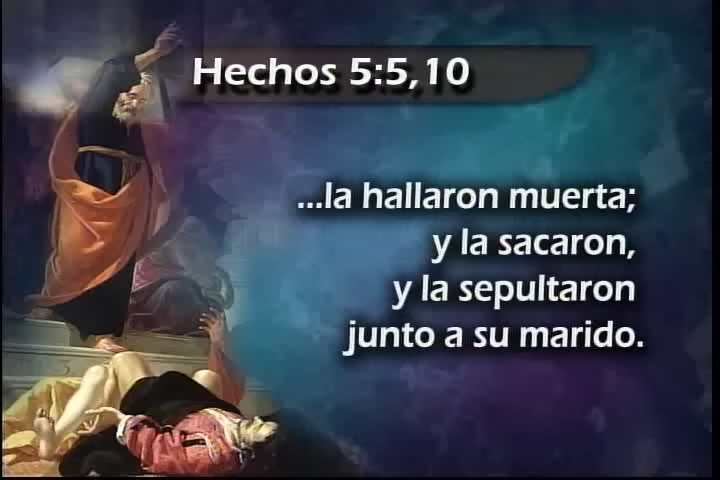 Hechos 5:5,10
...la hallaron muerta;
y la sacaron,
y la sepultaron
junto a su marido.